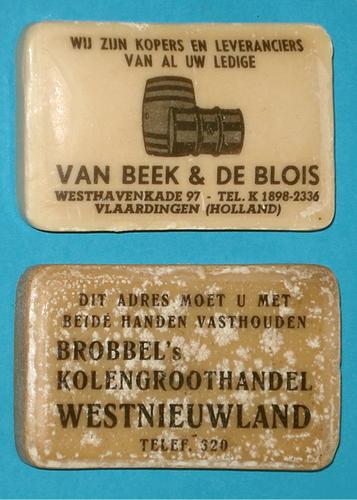 WIJ ZIJN KOPERS EN LEVERANCIERS
VAN AL UW LEDIGE
VAN BEEK & DE BLOIS
WESTHAVENKADE 97 - TEL. K 1898-2336
VLAARDINGEN (HOLLAND)
DIT ADRES MOET U MET
BEIDE HANDEN VASTHOUDEN
BROBBEL's
KOLENGROOTHANDEL
WESTNIEUWLAND
TELEF. 320